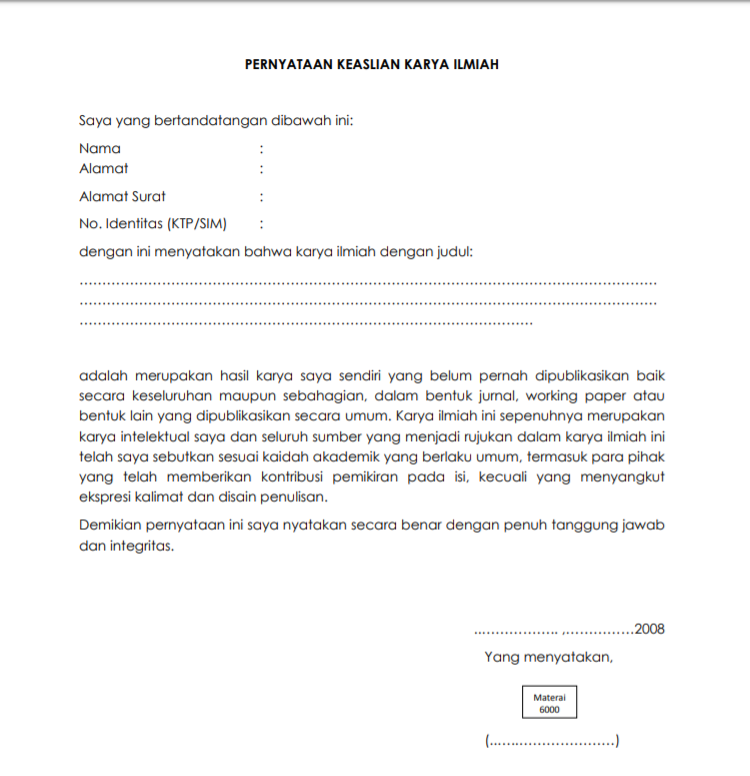 PERNYATAAN KEASLIAN KARYA ILMIAH
Saya yang bertandatangan dibawah ini:
Nama :
Alamat :
Alamat Surat :
No. Identitas (KTP/SIM) :
dengan ini menyatakan bahwa karya ilmiah dengan judul:
................................................................................................................................
................................................................................................................................
....................................................................................................
adalah merupakan hasil karya saya sendiri yang belum pernah dipublikasikan baik
secara keseluruhan maupun sebahagian, dalam bentuk jurnal, working paper atau
bentuk lain yang dipublikasikan secara umum. Karya ilmiah ini sepenuhnya merupakan
karya intelektual saya dan seluruh sumber yang menjadi rujukan dalam karya ilmiah ini
telah saya sebutkan sesuai kaidah akademik yang berlaku umum, termasuk para pihak
yang telah memberikan kontribusi pemikiran pada isi, kecuali yang menyangkut
ekspresi kalimat dan disain penulisan.
Demikian pernyataan ini saya nyatakan secara benar dengan penuh tanggung jawab
dan integritas.
................... ,................2008
Yang menyatakan,
Materai
6000
(............................)